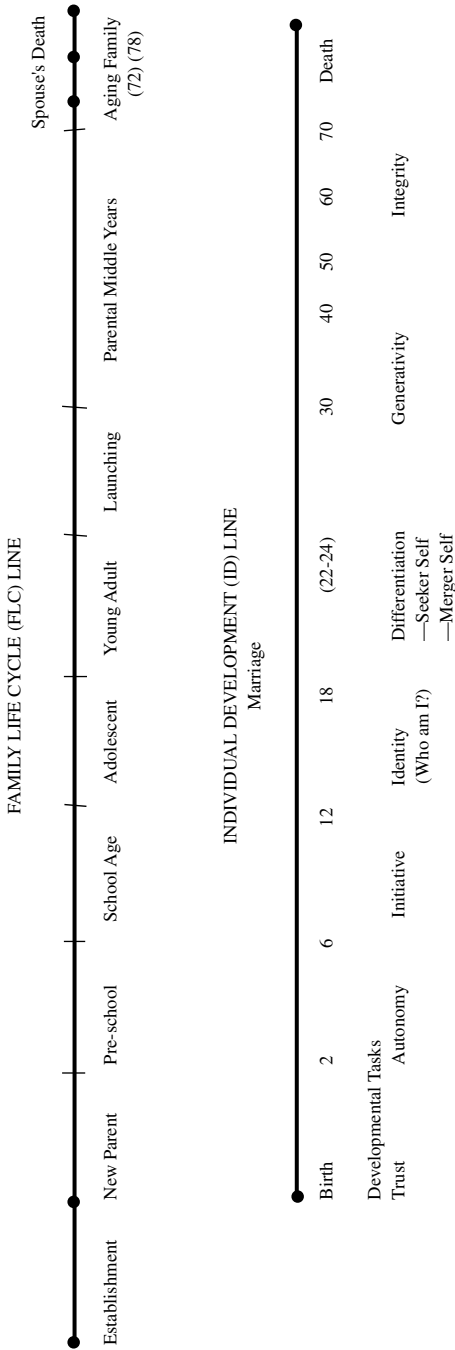 FAMILY LIFE CYCLE (FLC) LINE
Spouse's Death
Establishment New Parent Pre-school School Age Adolescent Young Adult Launching Parental Middle Years Aging Family
(72) (78)
INDIVIDUAL DEVELOPMENT (ID) LINE
Marriage
Birth 2 6 12 18 (22-24) 30 40 50 60 70 Death
Developmental Tasks
Trust Autonomy Initiative Identity Differentiation Generativity Integrity
(Who am I?) —Seeker Self
—Merger Self